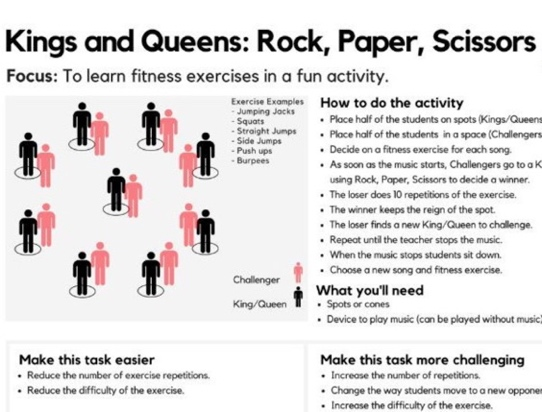 Kings and Queens: Rock, Paper, Scissors
Focus: To learn fitness exercises in a fun activity.
Exercise Examples
- Jumping Jacks
- Squats
- Straight Jumps
- Side Jumps
- Push ups
- Burpees
Challenger
King/Queen
How to do the activity
• Place half of the students on spots (Kings/Queens
• Place half of the students in a space (Challengers
• Decide on a fitness exercise for each song.
• As soon as the music starts, Challengers go to a K
using Rock, Paper, Scissors to decide a winner.
• The loser does 10 repetitions of the exercise.
• The winner keeps the reign of the spot.
• The loser finds a new King/Queen to challenge.
• Repeat until the teacher stops the music.
• When the music stops students sit down.
• Choose a new song and fitness exercise.
What you'll need
• Spots or cones
• Device to play music (can be played without music)
Make this task easier
• Reduce the number of exercise repetitions.
• Reduce the difficulty of the exercise.
Make this task more challenging
• Increase the number of repetitions.
• Change the way students move to a new opponen
• Increase the difficulty of the exercise.